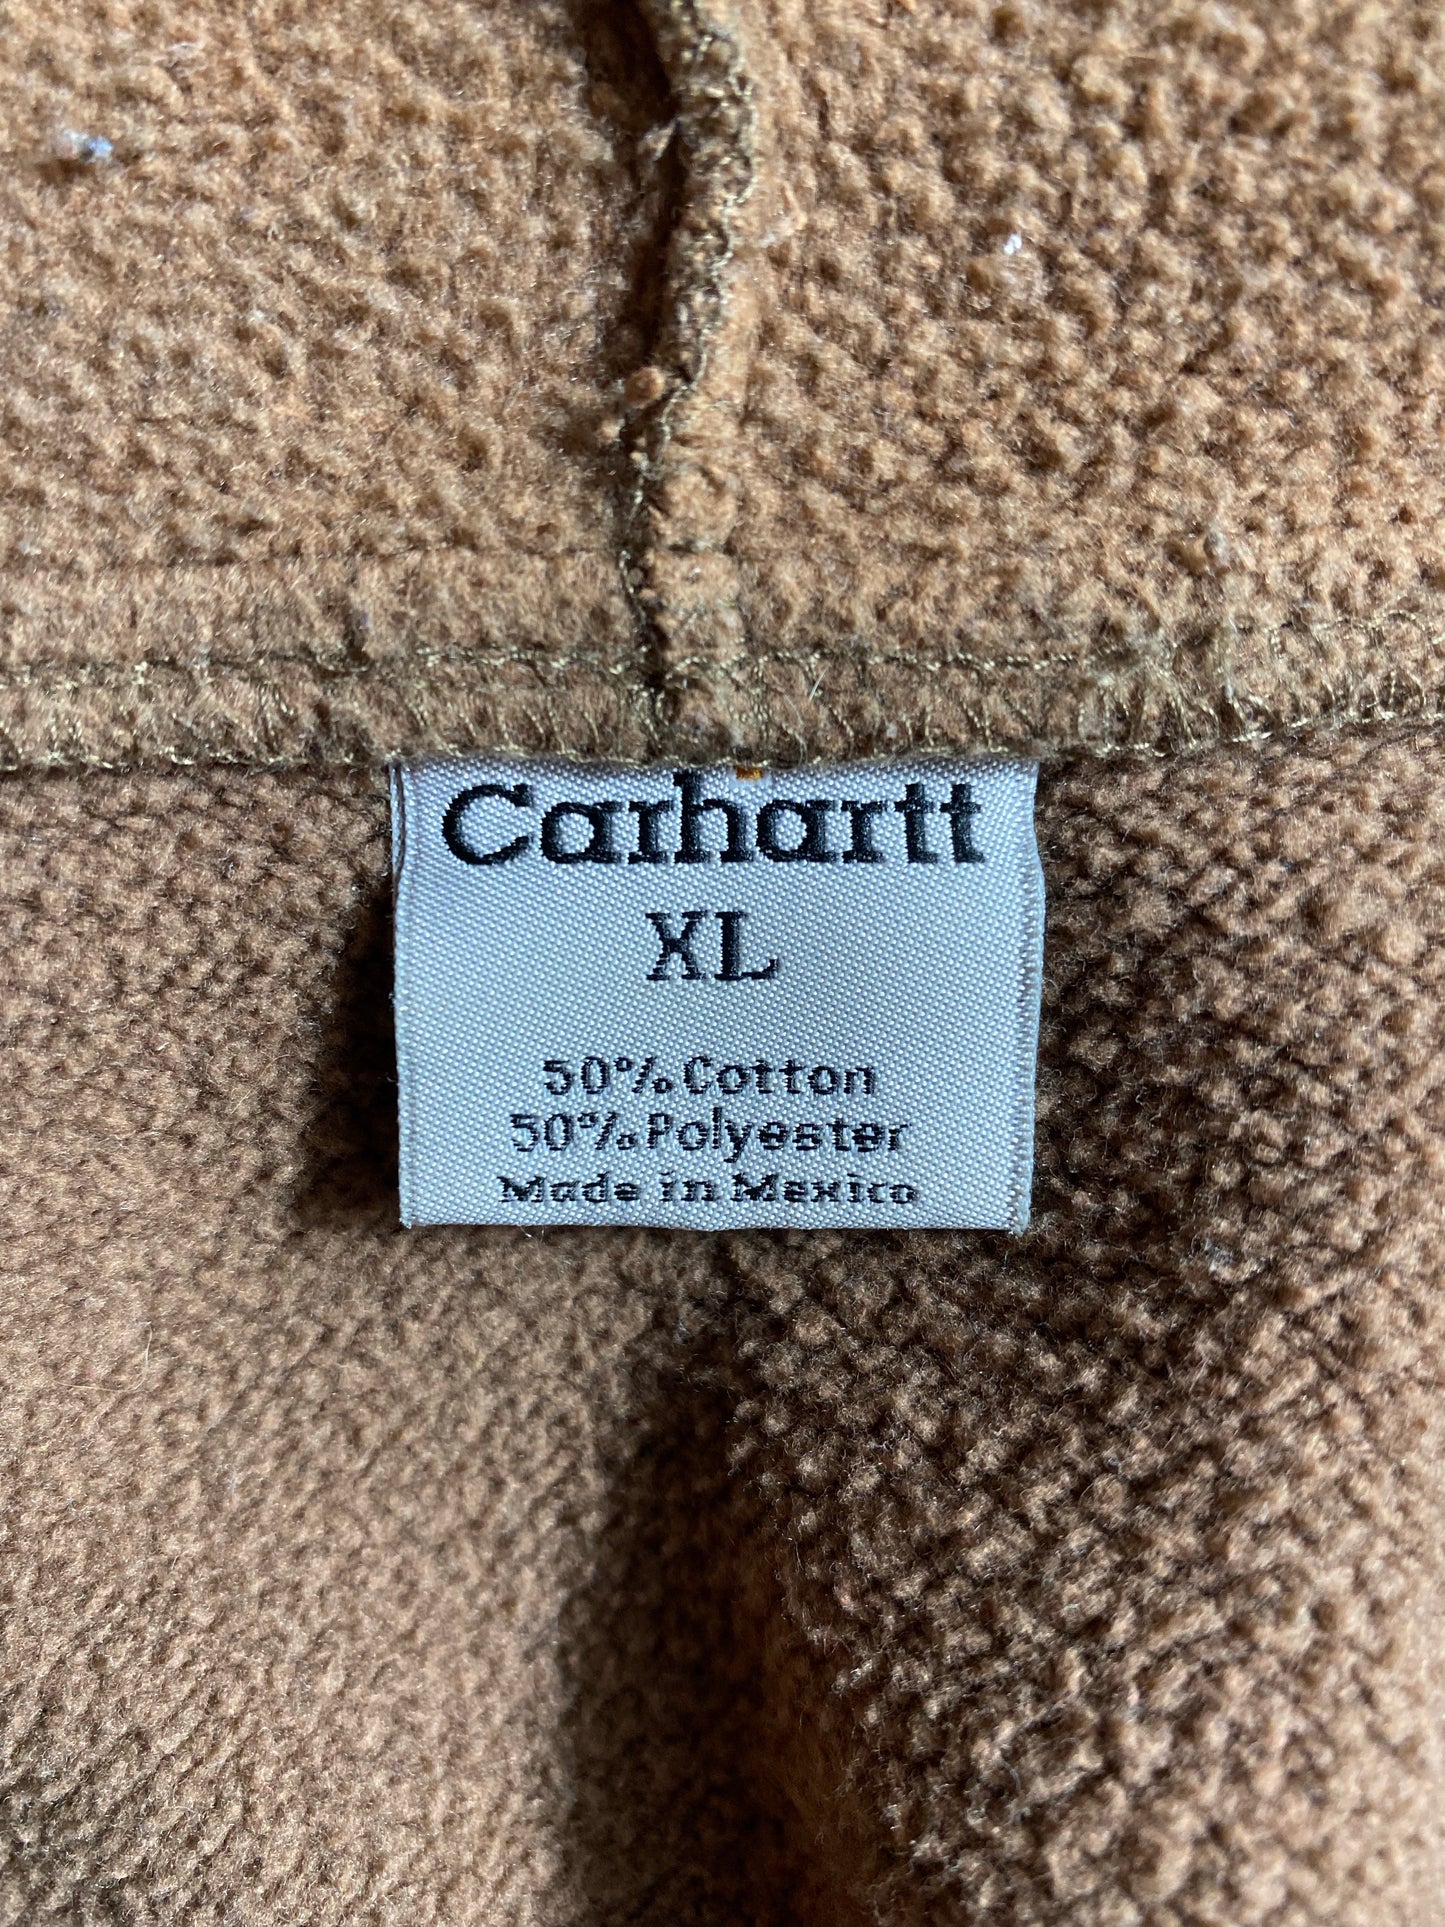 Carhartt
XL
50% Cotton
50% Polyester
Made in Mexico